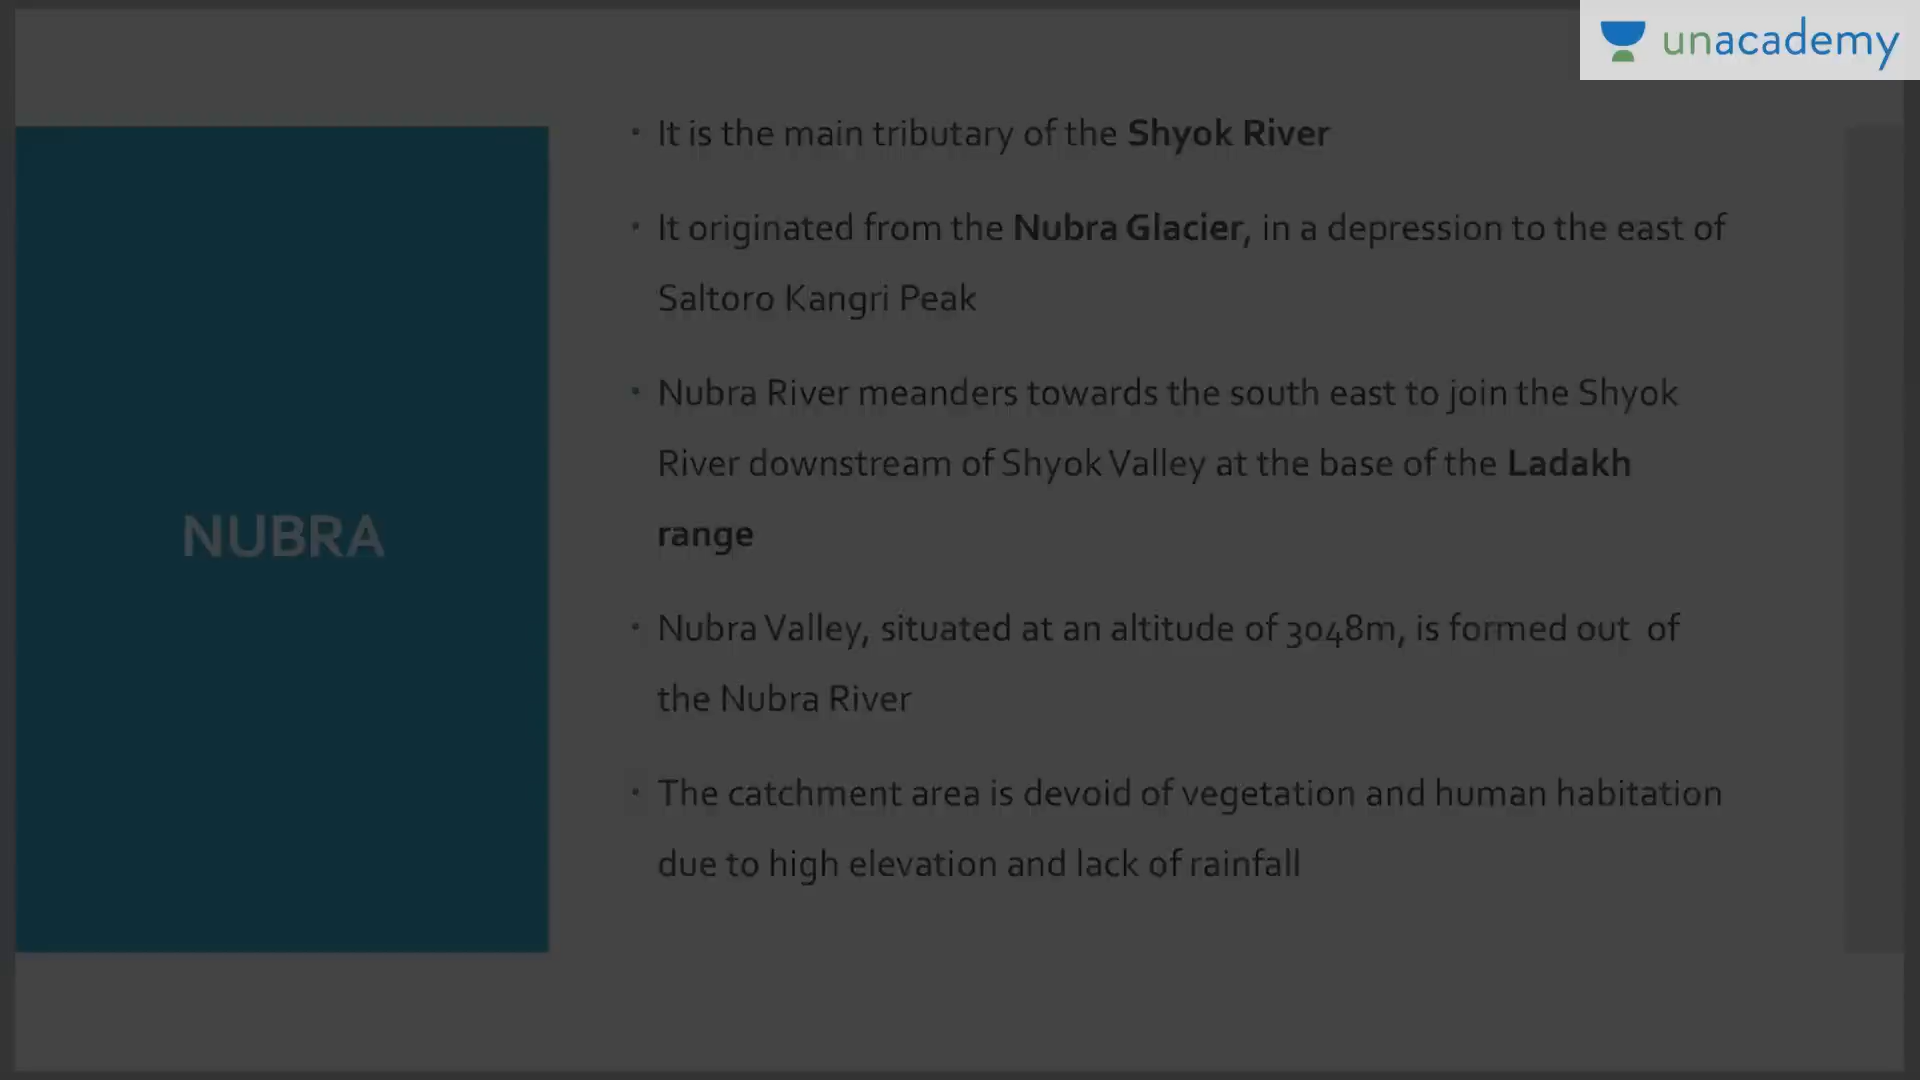 unacademy
• It is the main tributary of the Shyok River
• It originated from the Nubra Glacier, in a depression to the east of
Saltoro Kangri Peak
• Nubra River meanders towards the south east to join the Shyok
River downstream of Shyok Valley at the base of the Ladakh
range
NUBRA
• Nubra Valley, situated at an altitude of 3048m, is formed out of
the Nubra River
• The catchment area is devoid of vegetation and human habitation
due to high elevation and lack of rainfall